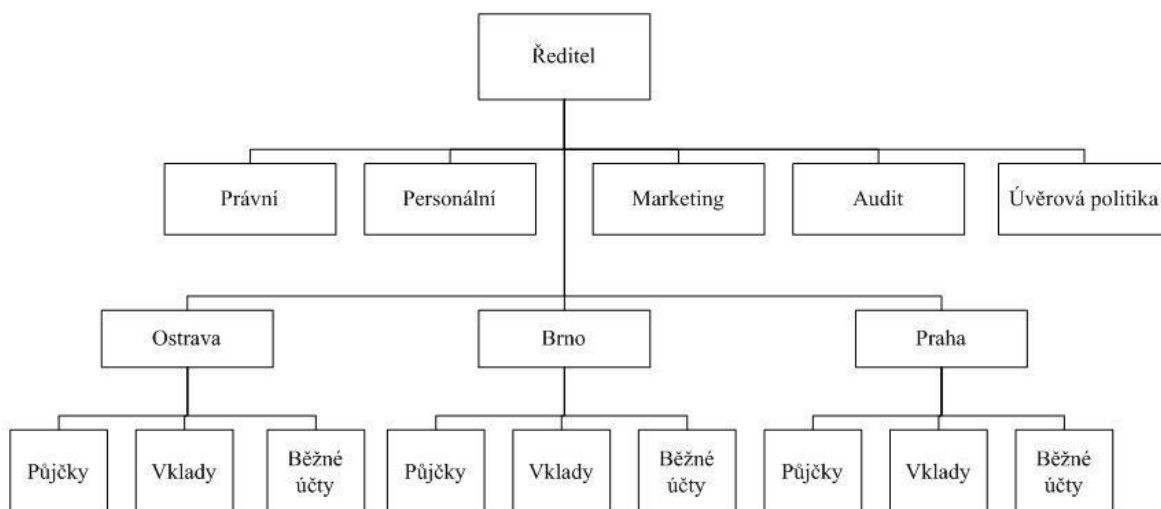 Ředitel
Právní
Personální
Marketing
Audit
Úvěrová politika
Ostrava
Brno
Praha
Půjčky
Vklady
Běžné
účty
Půjčky
Vklady
Běžné
účty
Půjčky
Vklady
Běžné
účty